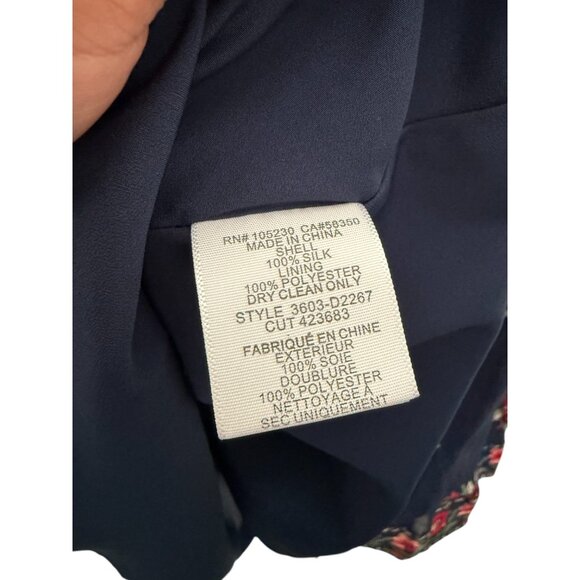 RN# 105230 CA#56350
MADE IN CHINA
SHELL
100% SILK
LINING
100% POLYESTER
DRY CLEAN ONLY
STYLE 3603-D2267
CUT 423683
FABRIQUÉ EN CHINE
EXTERIEUR
100% SOIE
DOUBLURE
100% POLYESTER
NETTOYAGE À
SEC UNIQUEMENT